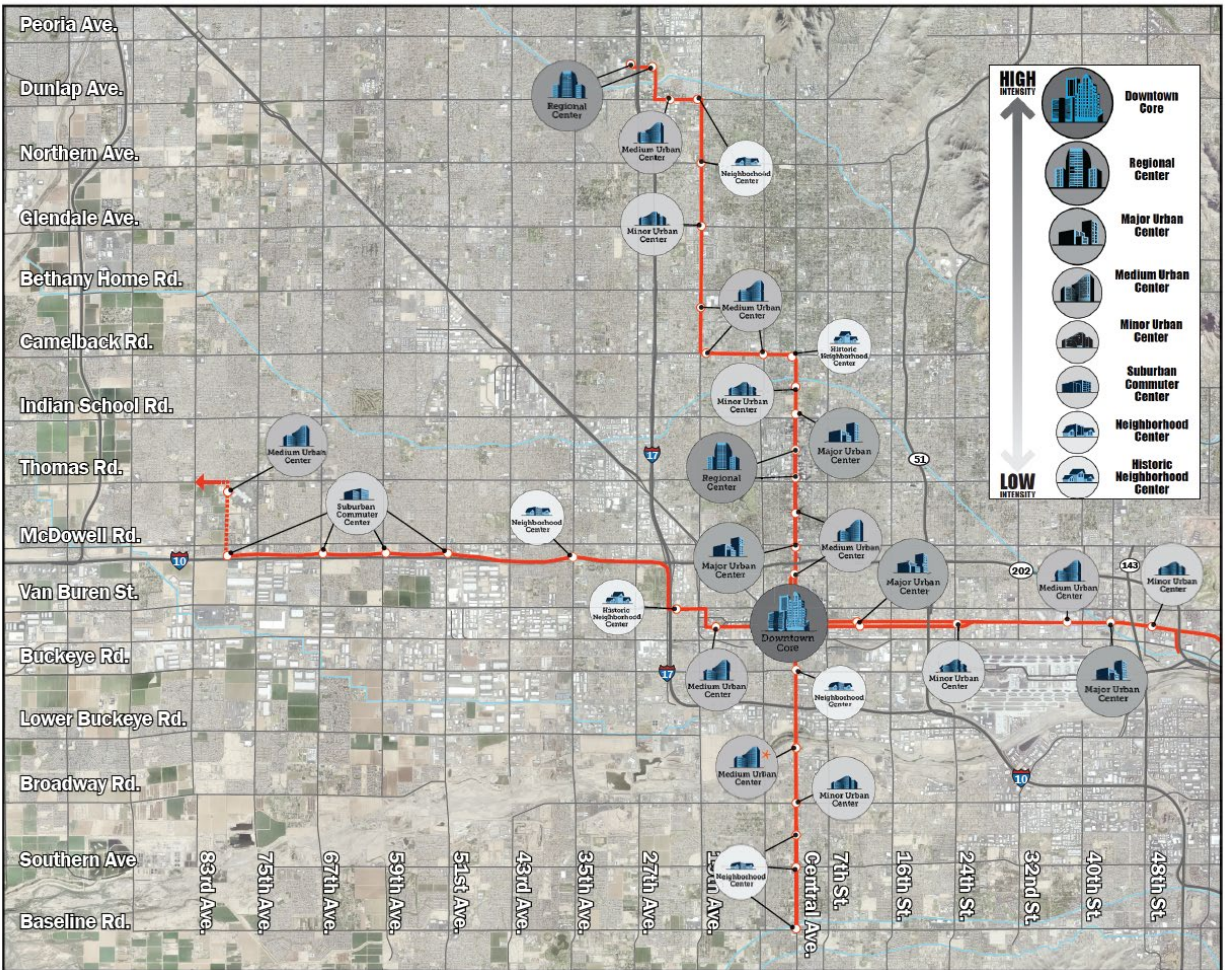 Peoria Ave.
Dunlap Ave.
Northern Ave.
Glendale Ave.
Bethany Home Rd.
Camelback Rd.
Indian School Rd.
Thomas Rd.
McDowell Rd.
Van Buren St.
Buckeye Rd.
Lower Buckeye Rd.
Broadway Rd.
Southern Ave
Baseline Rd.
83rd Ave.
75th Ave.
67th Ave.
59th Ave.
51st Ave.
43rd Ave.
35th Ave.
27th Ave.
Central Ave.
7th St.
16th St.
24th St.
32nd St.
40th St.
48th St.
Regional
Center
Medium Urban
Center
Neighborhood
Center
Minor Urban
Center
Medium Urban
Center
Historic
Neighborhood
Center
Minor Urban
Center
Major Urban
Center
Regional
Center
Medium Urban
Center
Suburban
Commuter
Center
Neighborhood
Center
Medium Urban
Center
Major Urban
Center
Major Urban
Center
Medium Urban
Center
Minor Urban
Center
Historic
Neighborhood
Center
Downtown
Core
Medium Urban
Center
Neighborhood
Center
Minor Urban
Center
Major Urban
Center
Medium Urban
Center
*
Minor Urban
Center
Neighborhood
Center
17
51
10
202
143
17
10
HIGH
INTENSITY
Downtown
Core
Regional
Center
Major Urban
Center
Medium Urban
Center
Minor Urban
Center
Suburban
Commuter
Center
Neighborhood
Center
Historic
Neighborhood
Center
LOW
INTENSITY